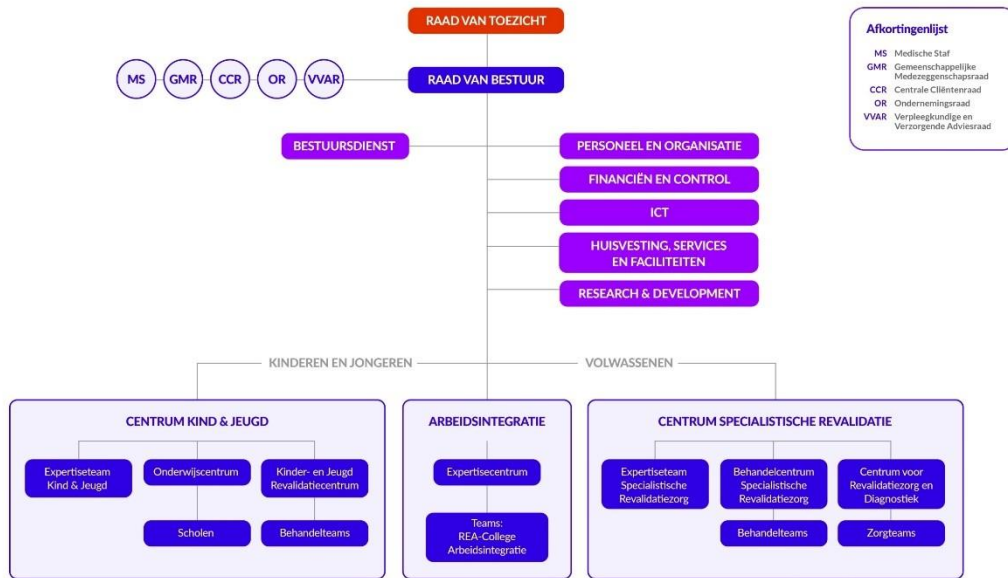 RAAD VAN TOEZICHT
MS GMR CCR OR VVAR
RAAD VAN BESTUUR
Afkortingenlijst
MS Medische Staf
GMR Gemeenschappelijke
Medezeggenschapsraad
CCR Centrale Cliëntenraad
OR Ondernemingsraad
VVAR Verpleegkundige en
Verzorgende Adviesraad
BESTUURSDIENST
PERSONEEL EN ORGANISATIE
FINANCIËN EN CONTROL
ICT
HUISVESTING, SERVICES
EN FACILITEITEN
RESEARCH & DEVELOPMENT
KINDEREN EN JONGEREN
VOLWASSENEN
CENTRUM KIND & JEUGD
Expertiseteam
Kind & Jeugd
Onderwijscentrum
Kinder- en Jeugd
Revalidatiecentrum
Scholen
Behandelteams
ARBEIDSINTEGRATIE
Expertisecentrum
Teams:
REA-College
Arbeidsintegratie
CENTRUM SPECIALISTISCHE REVALIDATIE
Expertiseteam
Specialistische
Revalidatiezorg
Behandelcentrum
Specialistische
Revalidatiezorg
Centrum voor
Revalidatiezorg en
Diagnostiek
Behandelteams
Zorgteams